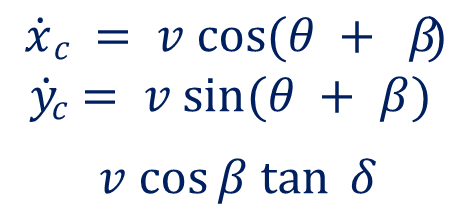 ẋ_c = v cos(θ + β)
ẏ_c = v sin(θ + β)
v cos β tan δ